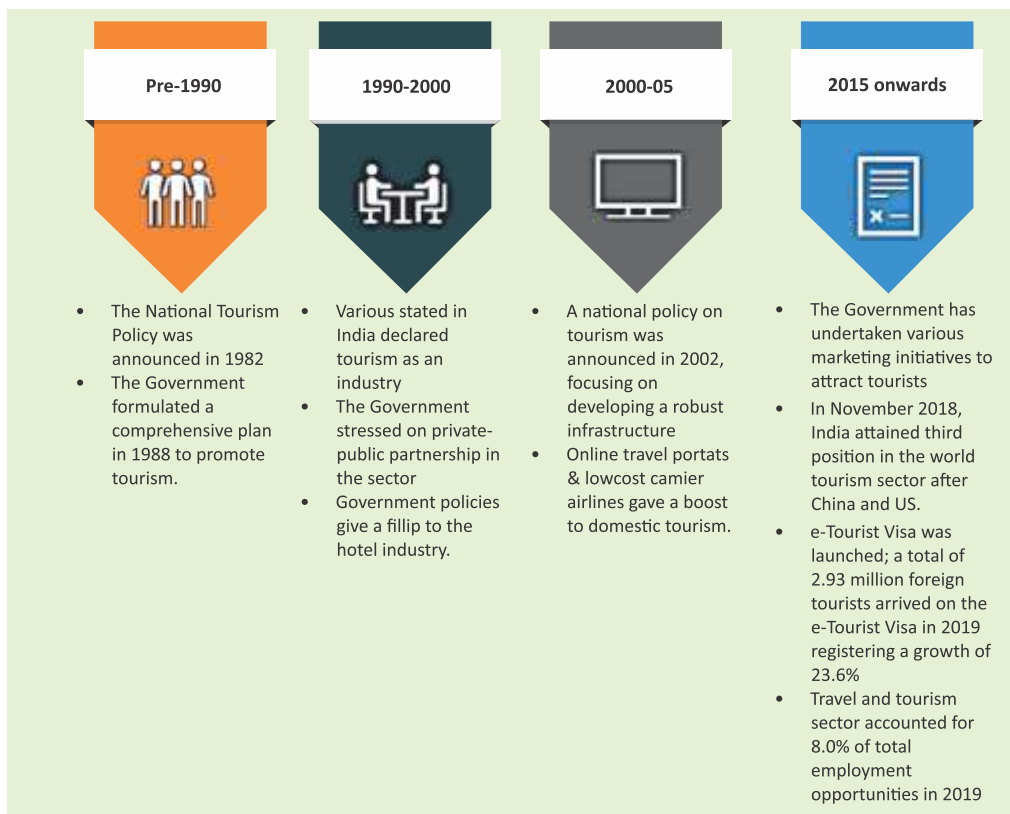 Pre-1990
• The National Tourism
Policy was
announced in 1982
• The Government
formulated a
comprehensive plan
in 1988 to promote
tourism.
1990-2000
• Various stated in
India declared
tourism as an
industry
• The Government
stressed on private-
public partnership in
the sector
• Government policies
give a fillip to the
hotel industry.
2000-05
• A national policy on
tourism was
announced in 2002,
focusing on
developing a robust
infrastructure
• Online travel portats
& lowcost camier
airlines gave a boost
to domestic tourism.
2015 onwards
• The Government has
undertaken various
marketing initiatives to
attract tourists
• In November 2018,
India attained third
position in the world
tourism sector after
China and US.
• e-Tourist Visa was
launched; a total of
2.93 million foreign
tourists arrived on the
e-Tourist Visa in 2019
registering a growth of
23.6%
• Travel and tourism
sector accounted for
8.0% of total
employment
opportunities in 2019